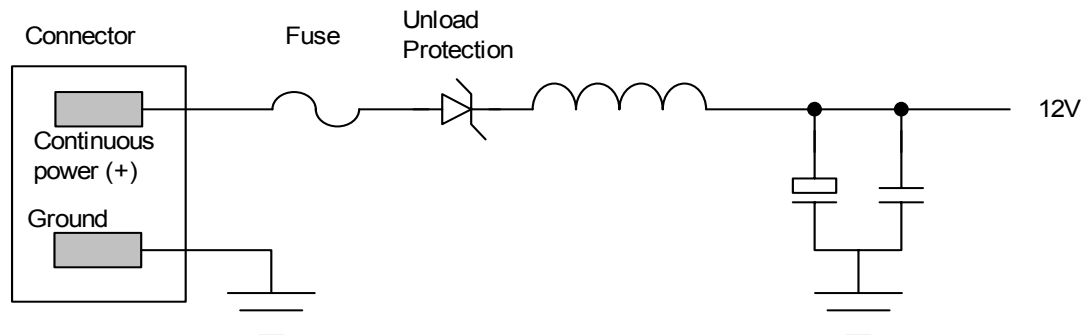 Connector
Fuse
Unload
Protection
12V
Continuous
power (+)
Ground